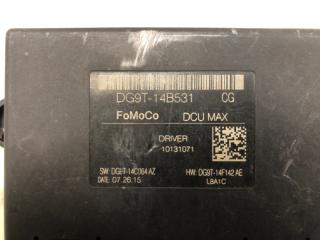 DG9T-14B531 CG
FoMoCo DCU MAX
DRIVER
10131071
SW: DG9T-14C064 AZ HW: DG9T-14F142 AE
DATE: 07.26.15 L8A1C